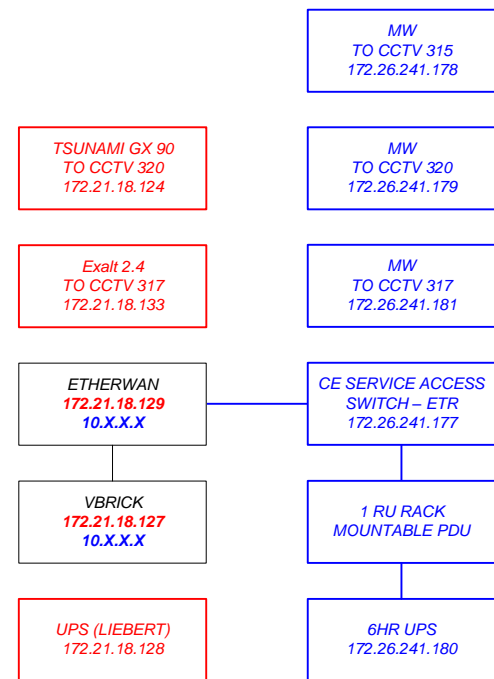 MW
TO CCTV 315
172.26.241.178
TSUNAMI GX 90
TO CCTV 320
172.21.18.124
MW
TO CCTV 320
172.26.241.179
Exalt 2.4
TO CCTV 317
172.21.18.133
MW
TO CCTV 317
172.26.241.181
ETHERWAN
172.21.18.129
10.X.X.X
CE SERVICE ACCESS
SWITCH – ETR
172.26.241.177
VBRICK
172.21.18.127
10.X.X.X
1 RU RACK
MOUNTABLE PDU
UPS (LIEBERT)
172.21.18.128
6HR UPS
172.26.241.180